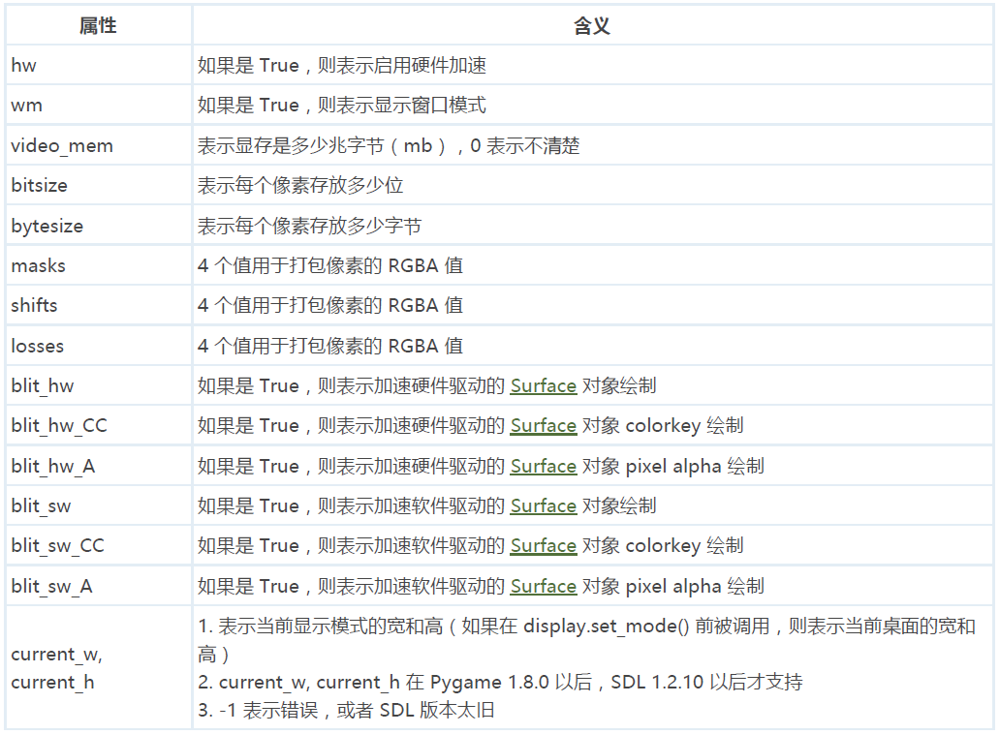 属性 含义
hw 如果是 True，则表示启用硬件加速
wm 如果是 True，则表示显示窗口模式
video_mem 表示显存是多少兆字节（mb），0 表示不清楚
bitsize 表示每个像素存放多少位
bytesize 表示每个像素存放多少字节
masks 4 个值用于打包像素的 RGBA 值
shifts 4 个值用于打包像素的 RGBA 值
losses 4 个值用于打包像素的 RGBA 值
blit_hw 如果是 True，则表示加速硬件驱动的 Surface 对象绘制
blit_hw_CC 如果是 True，则表示加速硬件驱动的 Surface 对象 colorkey 绘制
blit_hw_A 如果是 True，则表示加速硬件驱动的 Surface 对象 pixel alpha 绘制
blit_sw 如果是 True，则表示加速软件驱动的 Surface 对象绘制
blit_sw_CC 如果是 True，则表示加速软件驱动的 Surface 对象 colorkey 绘制
blit_sw_A 如果是 True，则表示加速软件驱动的 Surface 对象 pixel alpha 绘制
current_w,
current_h
1. 表示当前显示模式的宽和高（如果在 display.set_mode() 前被调用，则表示当前桌面的宽和
高）
2. current_w, current_h 在 Pygame 1.8.0 以后，SDL 1.2.10 以后才支持
3. -1 表示错误，或者 SDL 版本太旧